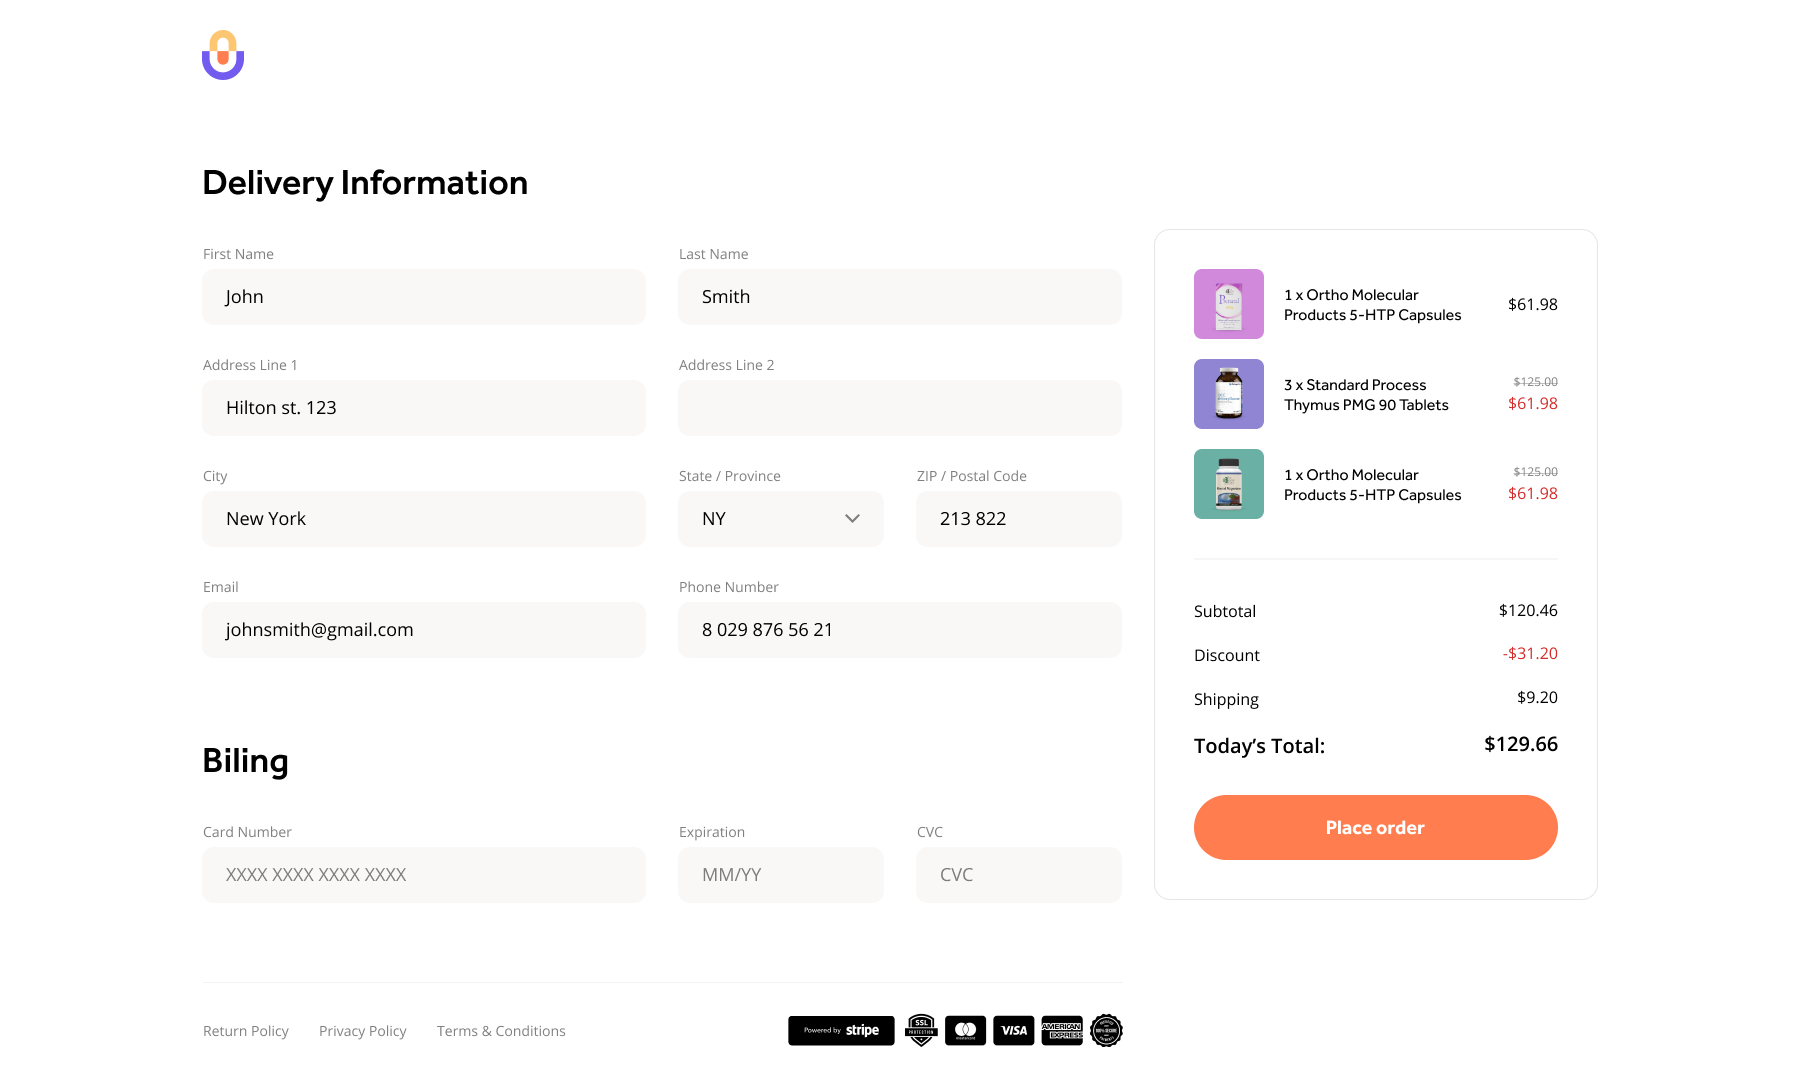 Delivery Information
First Name
Last Name
John
Smith
Address Line 1
Address Line 2
Hilton st. 123
City
State / Province
ZIP / Postal Code
New York
NY
213 822
Email
Phone Number
johnsmith@gmail.com
8 029 876 56 21
Biling
Card Number
Expiration
CVC
XXXX XXXX XXXX XXXX
MM/YY
CVC
1 x Ortho Molecular
Products 5-HTP Capsules
$61.98
3 x Standard Process
Thymus PMG 90 Tablets
$125.00
$61.98
1 x Ortho Molecular
Products 5-HTP Capsules
$125.00
$61.98
Subtotal
$120.46
Discount
-$31.20
Shipping
$9.20
Today’s Total:
$129.66
Place order
Return Policy
Privacy Policy
Terms & Conditions
Powered by stripe
SSL
PROTECTION
mastercard
VISA
AMERICAN
EXPRESS
100% SECURE